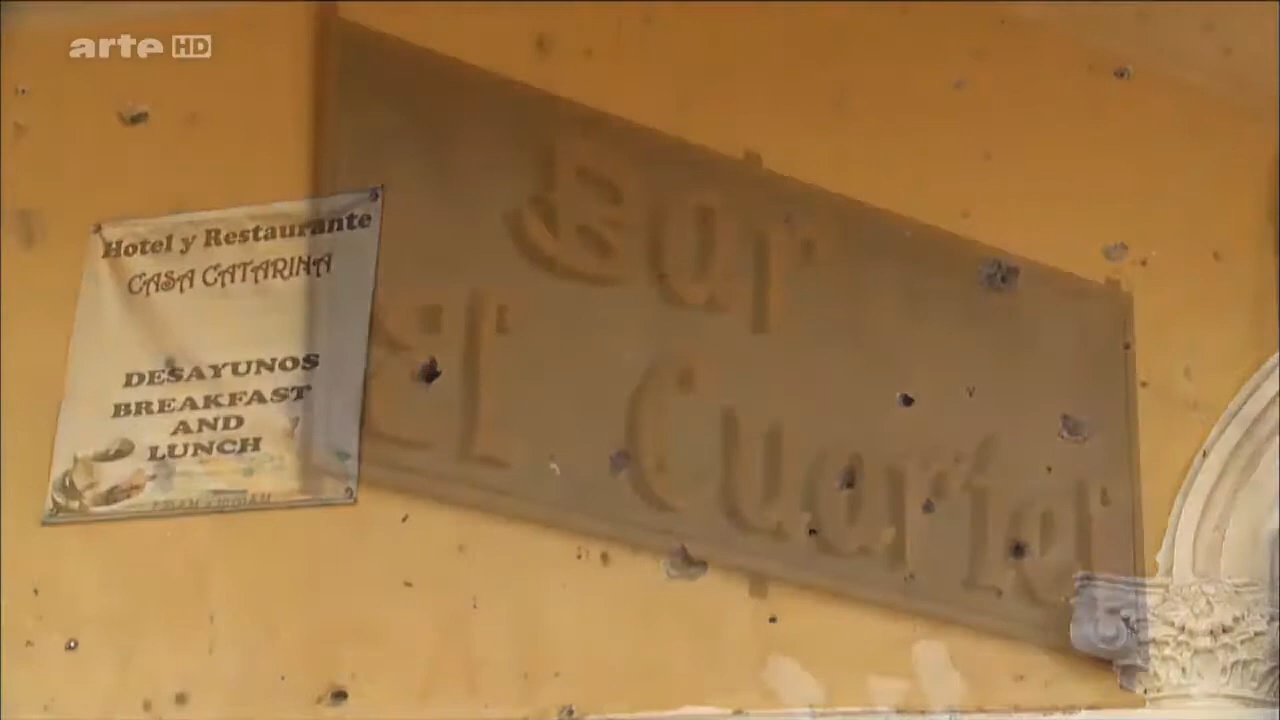 arte HD
Hotel y Restaurante
CASA CATARINA
DESAYUNOS
BREAKFAST
AND
LUNCH
Bar
El Cuartel